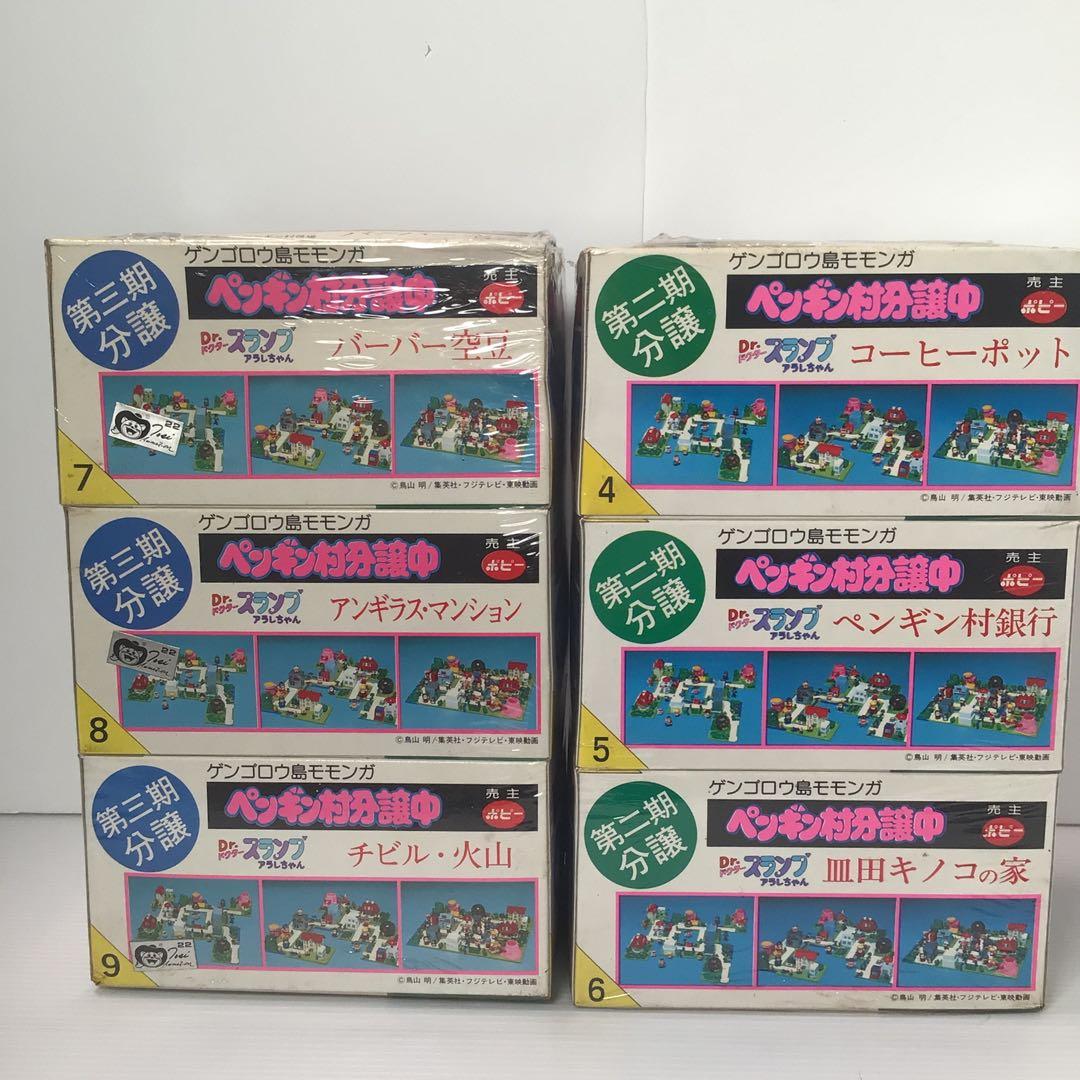 第三期
分譲
ゲンゴロウ島モモンガ
ペンギン村分譲中
売主
ポピー
Dr.スランプ
ドクター
アラレちゃん
バーバー空豆
22
7
©鳥山 明/集英社・フジテレビ・東映動画
第三期
分譲
ゲンゴロウ島モモンガ
ペンギン村分譲中
売主
ポピー
Dr.スランプ
ドクター
アラレちゃん
アンギラス・マンション
22
8
©鳥山 明/集英社・フジテレビ・東映動画
第三期
分譲
ゲンゴロウ島モモンガ
ペンギン村分譲中
売主
ポピー
Dr.スランプ
ドクター
アラレちゃん
チビル・火山
22
9
©鳥山 明/集英社・フジテレビ・東映動画
第二期
分譲
ゲンゴロウ島モモンガ
ペンギン村分譲中
売主
ポピー
Dr.スランプ
ドクター
アラレちゃん
コーヒーポット
4
©鳥山 明/集英社・フジテレビ・東映動画
第二期
分譲
ゲンゴロウ島モモンガ
ペンギン村分譲中
売主
ポピー
Dr.スランプ
ドクター
アラレちゃん
ペンギン村銀行
5
©鳥山 明/集英社・フジテレビ・東映動画
第二期
分譲
ゲンゴロウ島モモンガ
ペンギン村分譲中
売主
ポピー
Dr.スランプ
ドクター
アラレちゃん
皿田キノコの家
6
©鳥山 明/集英社・フジテレビ・東映動画